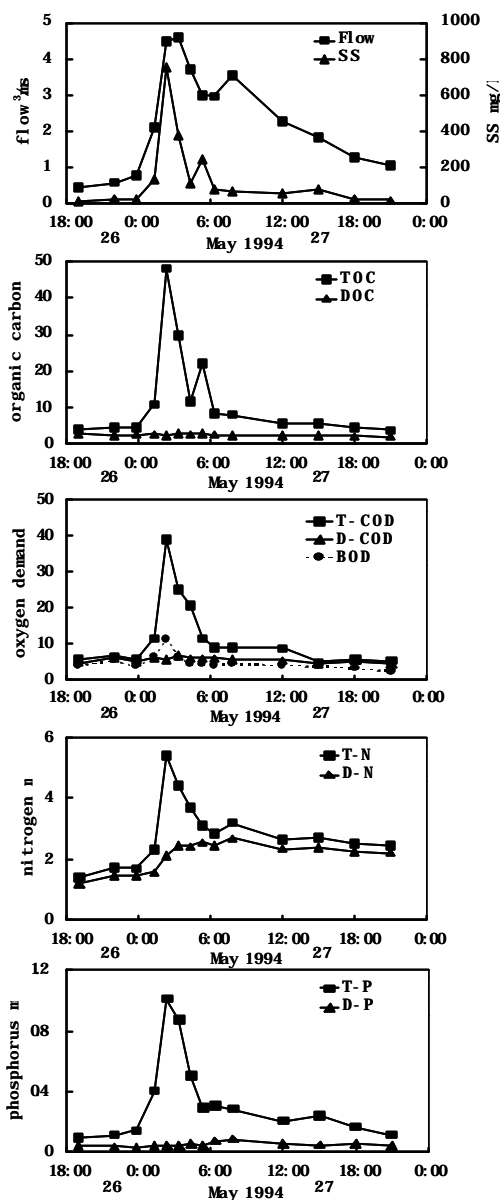 5 1000
Flow
SS
4 800
3 600
2 400
1 200
0 0
flow
SS mg/
18:00 0:00 6:00 12:00 18:00 0:00
26 May 1994 27
50
TOC
DOC
40
30
20
10
0
organic carbon
18:00 0:00 6:00 12:00 18:00 0:00
26 May 1994 27
50
T-COD
D-COD
BOD
40
30
20
10
0
oxygen demand
18:00 0:00 6:00 12:00 18:00 0:00
26 May 1994 27
6
T-N
D-N
4
2
0
nitrogen
18:00 0:00 6:00 12:00 18:00 0:00
26 May 1994 27
12
T-P
D-P
08
04
0
phosphorus
18:00 0:00 6:00 12:00 18:00 0:00
26 May 1994 27